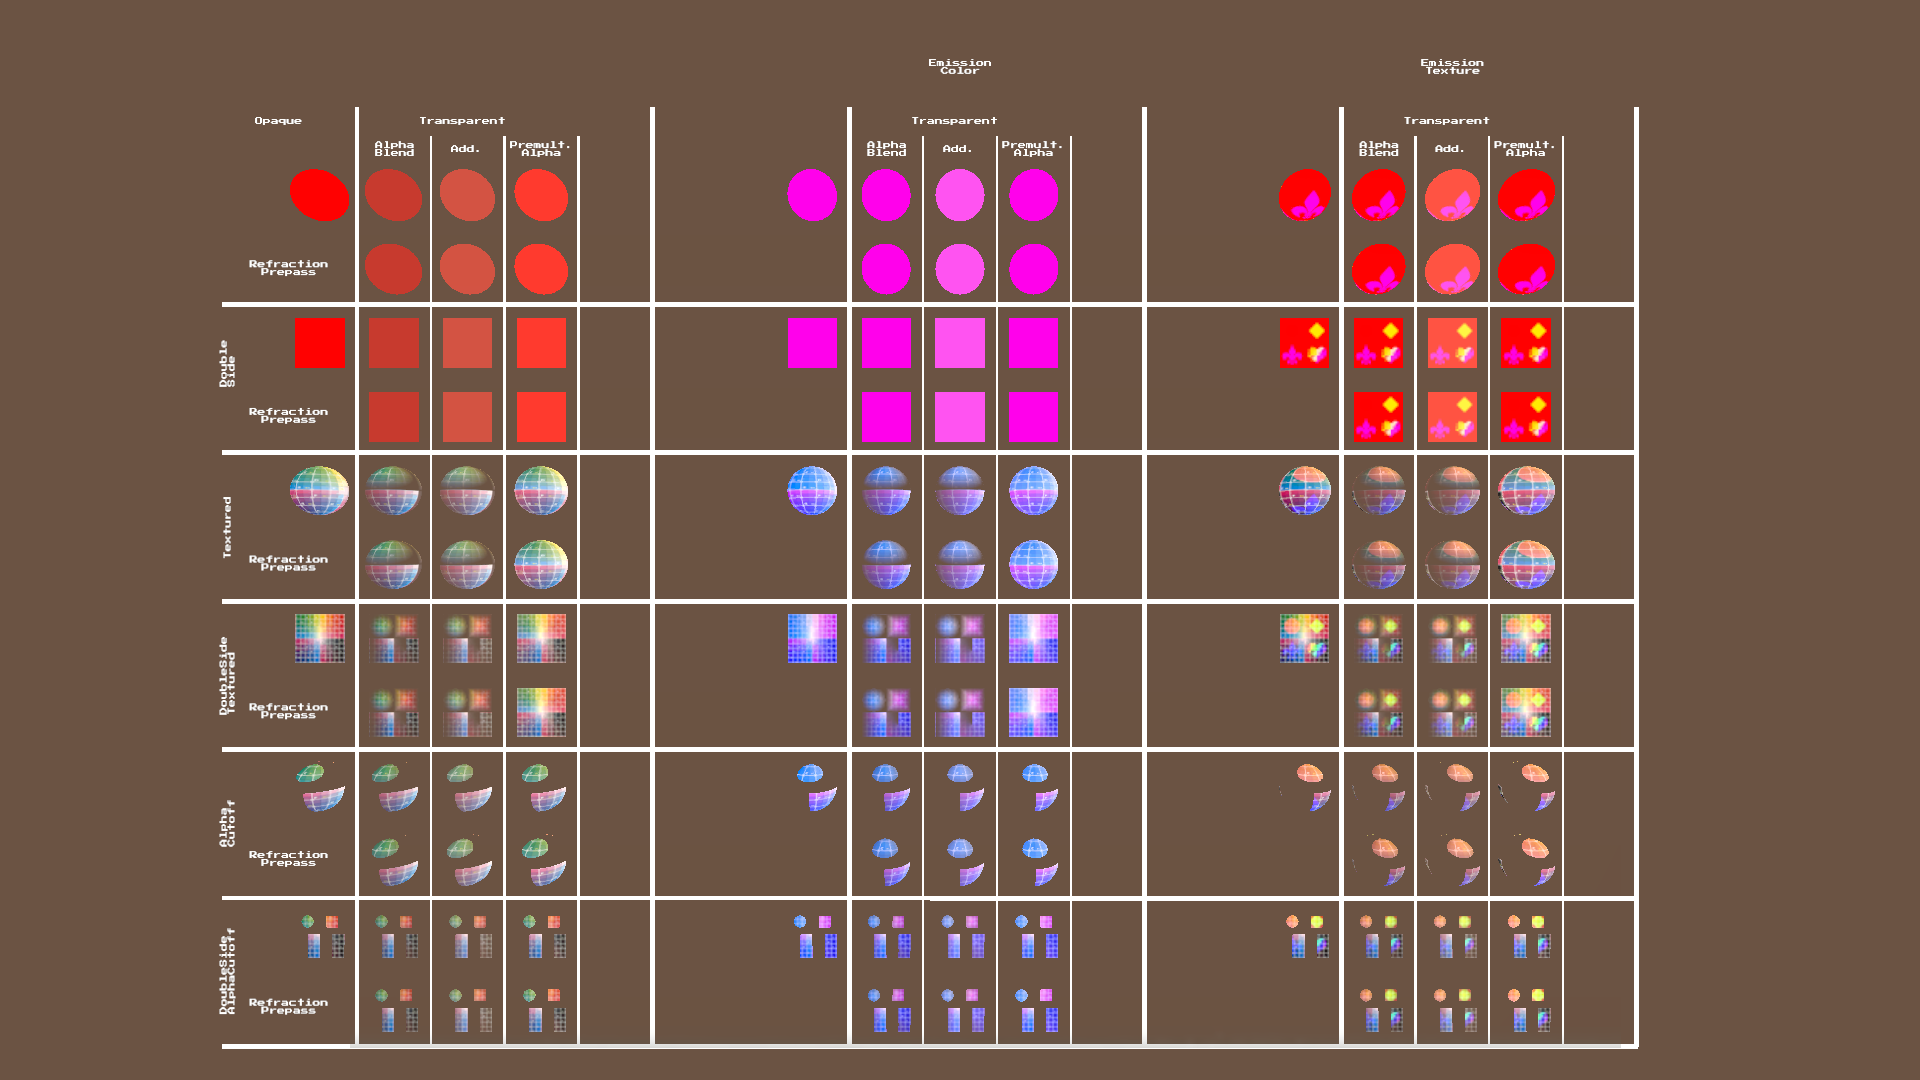 Emission
Color
Emission
Texture
Opaque
Transparent
Transparent
Transparent
Alpha
Blend
Add.
Premult.
Alpha
Alpha
Blend
Add.
Premult.
Alpha
Alpha
Blend
Add.
Premult.
Alpha
Refraction
Prepass
Double
Side
Refraction
Prepass
Textured
Refraction
Prepass
DoubleSide
Textured
Refraction
Prepass
Alpha
Cutoff
Refraction
Prepass
DoubleSide
AlphaCutoff
Refraction
Prepass